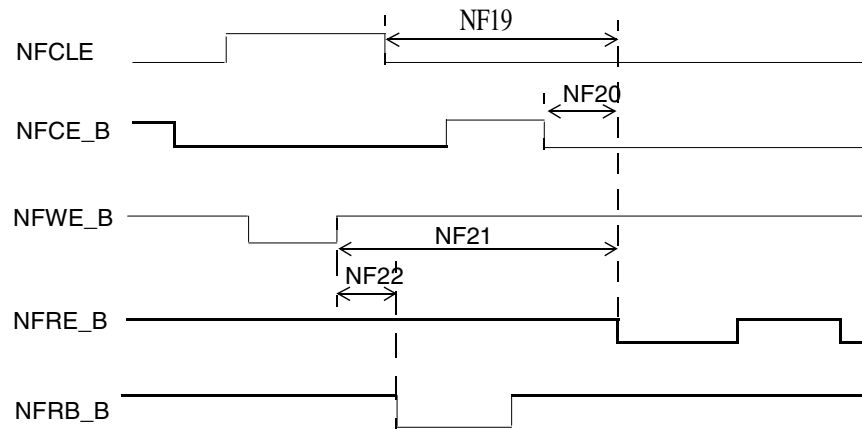 NF19
NFCLE
NF20
NFCE_B
NFWE_B
NF21
NF22
NFRE_B
NFRB_B